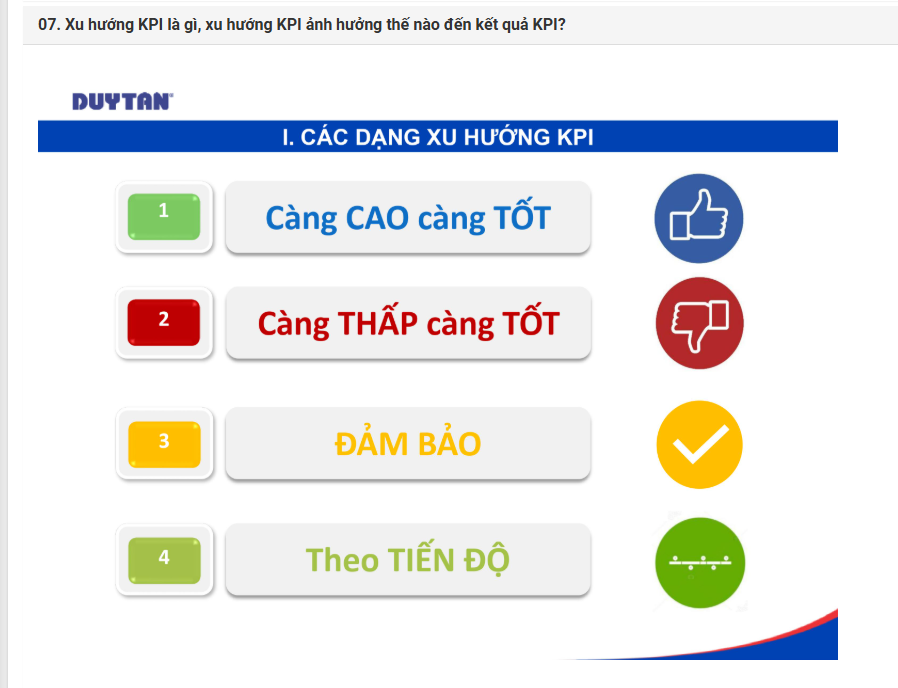 07. Xu hướng KPI là gì, xu hướng KPI ảnh hưởng thế nào đến kết quả KPI?
DUYTAN
I. CÁC DẠNG XU HƯỚNG KPI
1
Càng CAO càng TỐT
2
Càng THẤP càng TỐT
3
ĐẢM BẢO
4
Theo TIẾN ĐỘ